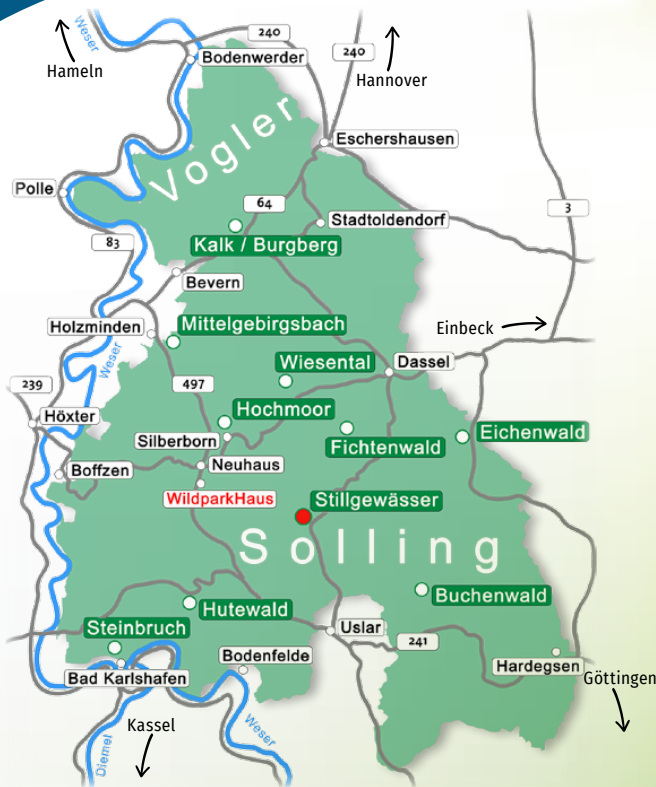 Weser
240
Hameln
Bodenwerder
240
Hannover
Vogler
Eschershausen
Polle
64
3
Stadtoldendorf
83
Kalk / Burgberg
Bevern
Holzminden
Mittelgebirgsbach
Einbeck
Weser
Wiesental
Dassel
239
497
Höxter
Hochmoor
Silberborn
Fichtenwald
Eichenwald
Boffzen
Neuhaus
WildparkHaus
Stillgewässer
Solling
Hutewald
Buchenwald
Steinbruch
Uslar
241
Bodenfelde
Hardegsen
Bad Karlshafen
Göttingen
Kassel
Weser
Diemel